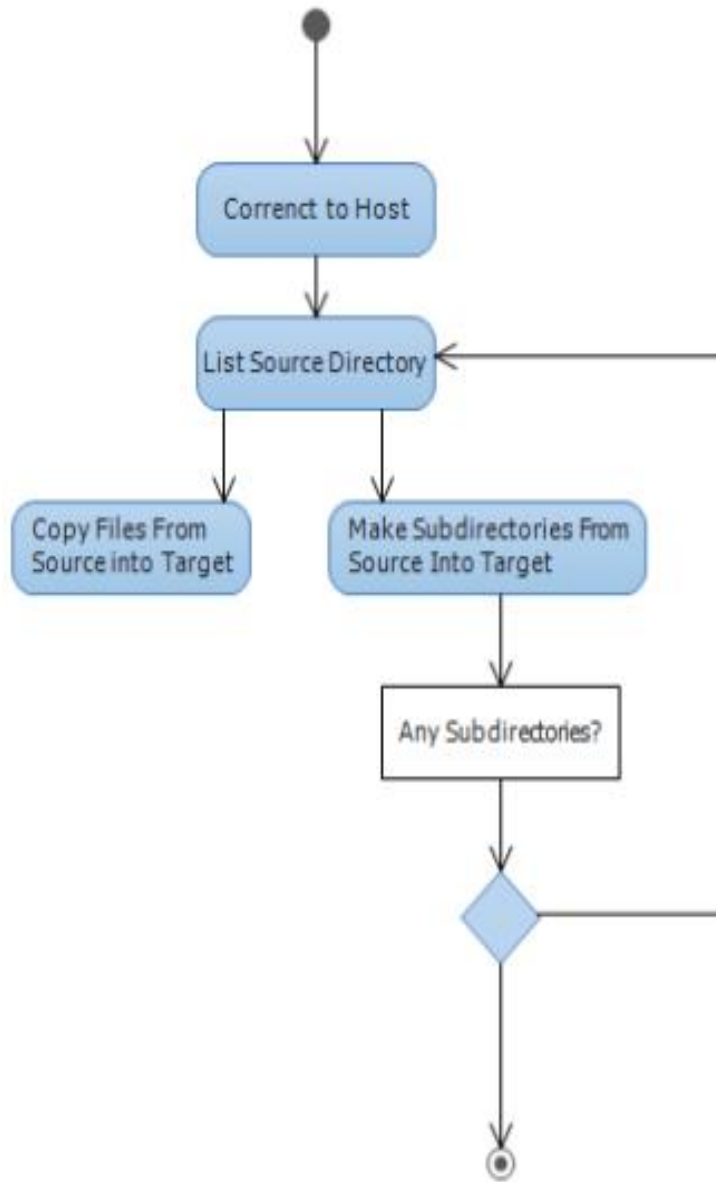 Correnct to Host
List Source Directory
Copy Files From
Source into Target
Make Subdirectories From
Source Into Target
Any Subdirectories?